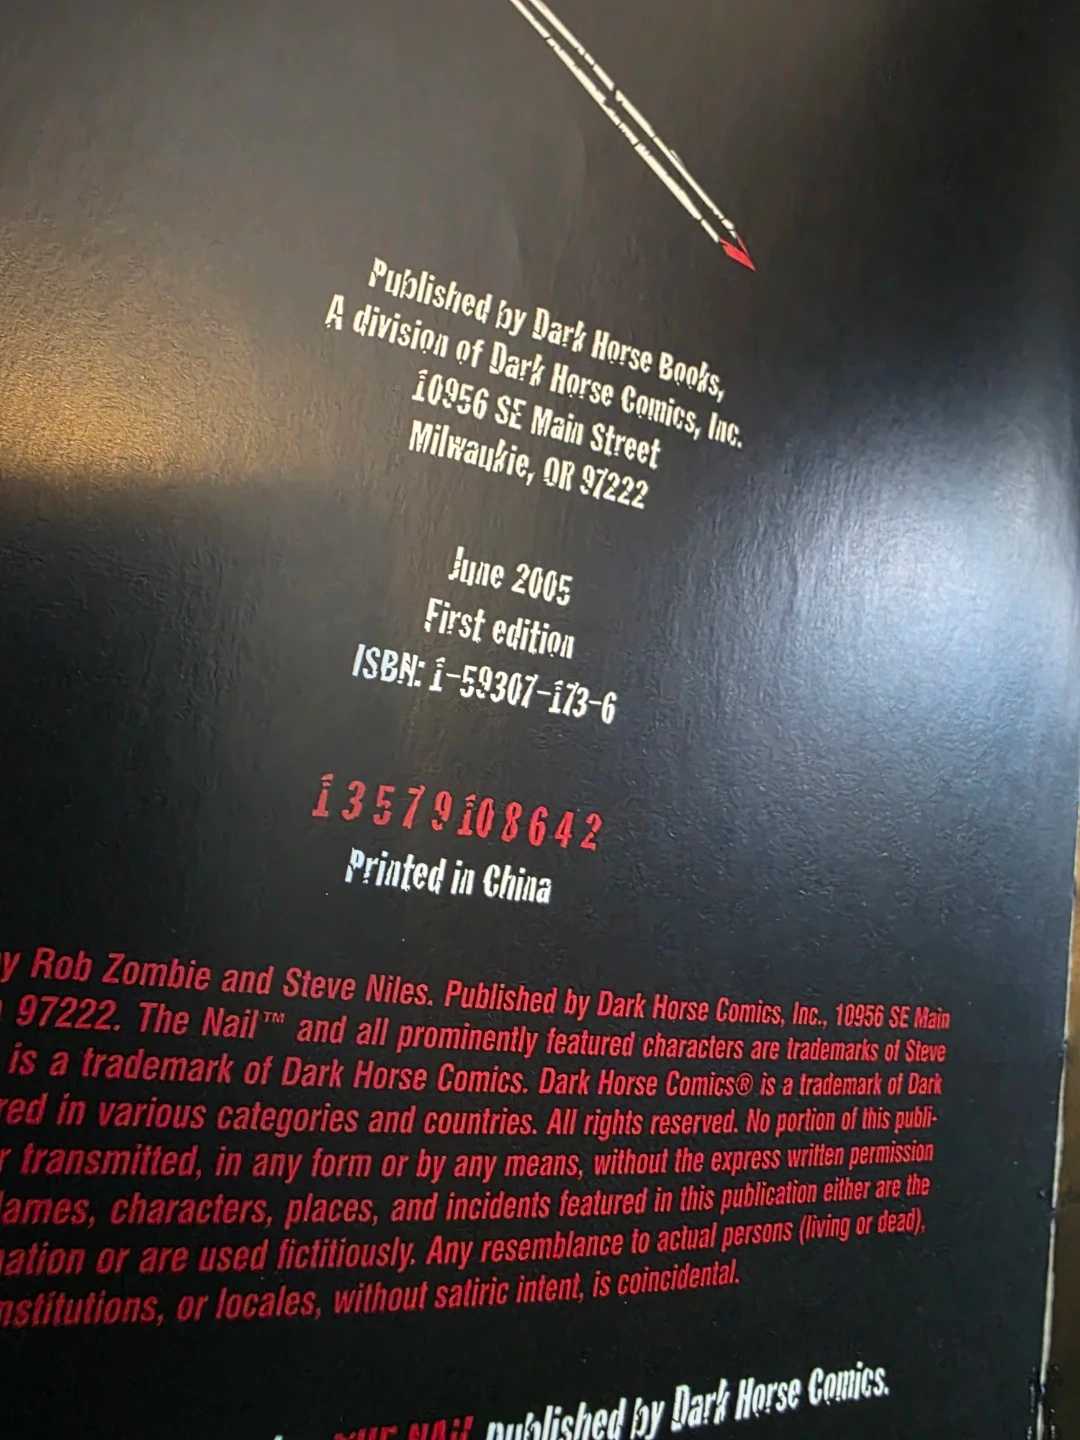 Published by Dark Horse Books,
A division of Dark Horse Comics, Inc.
10956 SE Main Street
Milwaukie, OR 97222
June 2005
First edition
ISBN: 1-59307-173-6
1 3 5 7 9 10 8 6 4 2
Printed in China
y Rob Zombie and Steve Niles. Published by Dark Horse Comics, Inc., 10956 SE Main
97222. The Nail™ and all prominently featured characters are trademarks of Steve
is a trademark of Dark Horse Comics. Dark Horse Comics® is a trademark of Dark
red in various categories and countries. All rights reserved. No portion of this publi-
r transmitted, in any form or by any means, without the express written permission
ames, characters, places, and incidents featured in this publication either are the
nation or are used fictitiously. Any resemblance to actual persons (living or dead),
nstitutions, or locales, without satiric intent, is coincidental.
THE NAIL published by Dark Horse Comics.